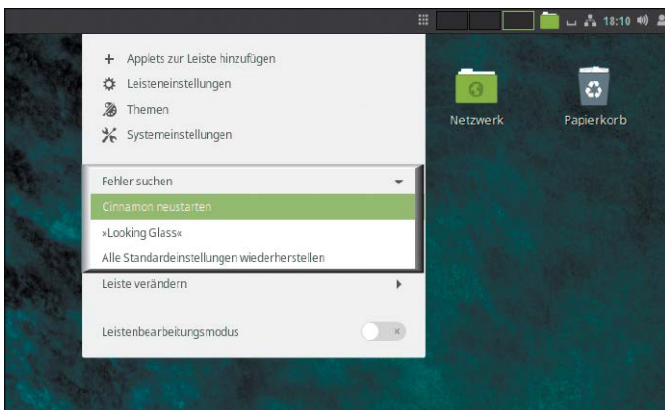 18:10
Applets zur Leiste hinzufügen
Leisteneinstellungen
Themen
Systemeinstellungen
Netzwerk
Papierkorb
Fehler suchen
Cinnamon neustarten
»Looking Glass«
Alle Standardeinstellungen wiederherstellen
Leiste verändern
Leistenbearbeitungsmodus